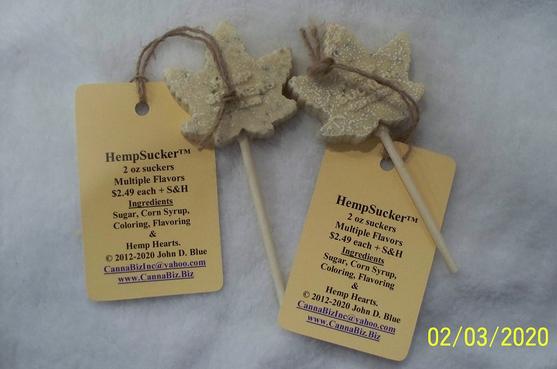 HempSucker™
2 oz suckers
Multiple Flavors
$2.49 each + S&H
Ingredients
Sugar, Corn Syrup,
Coloring, Flavoring
&
Hemp Hearts.
© 2012-2020 John D. Blue
CannaBizInc@yahoo.com
www.CannaBiz.Biz
HempSucker™
2 oz suckers
Multiple Flavors
$2.49 each + S&H
Ingredients
Sugar, Corn Syrup,
Coloring, Flavoring
&
Hemp Hearts.
© 2012-2020 John D. Blue
CannaBizInc@yahoo.com
www.CannaBiz.Biz
02/03/2020